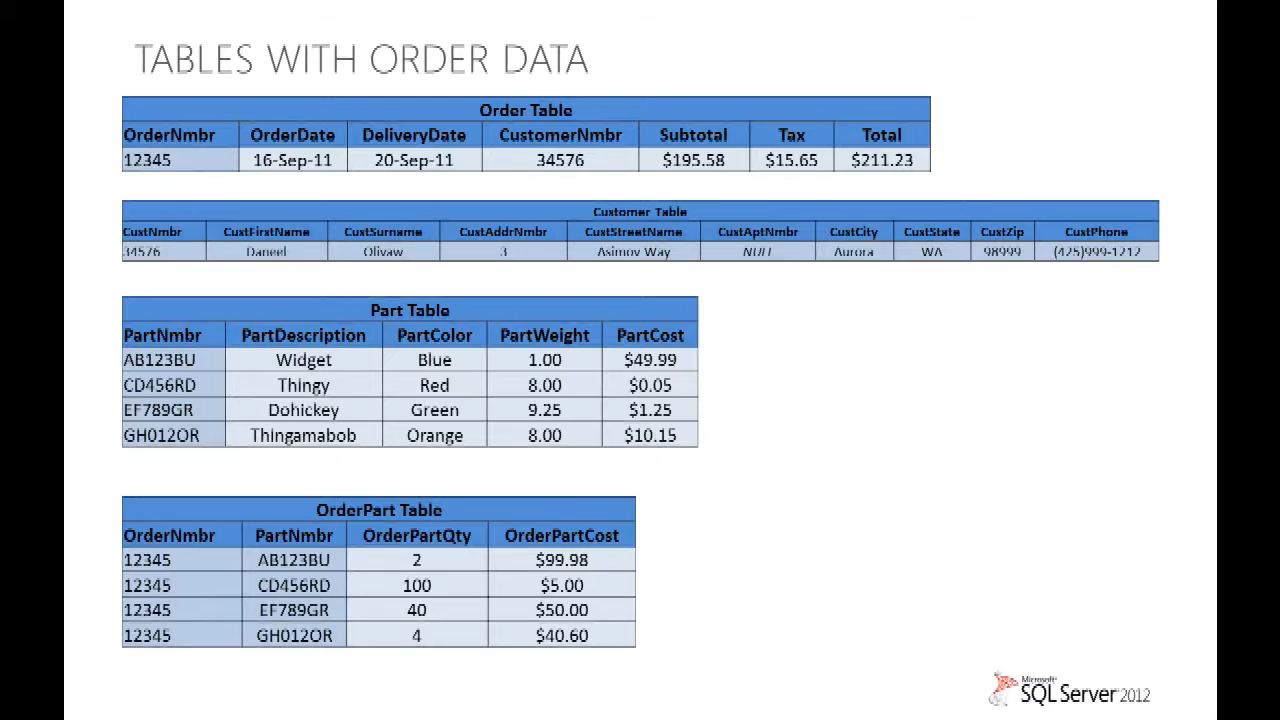 TABLES WITH ORDER DATA
Order Table
OrderNmbr OrderDate DeliveryDate CustomerNmbr Subtotal Tax Total
12345 16-Sep-11 20-Sep-11 34576 $195.58 $15.65 $211.23
Customer Table
CustNmbr CustFirstName CustSurname CustAddrNmbr CustStreetName CustAptNmbr CustCity CustState CustZip CustPhone
34576 Daneel Olivaw 3 Asimov Way NULL Aurora WA 98999 (425)999-1212
Part Table
PartNmbr PartDescription PartColor PartWeight PartCost
AB123BU Widget Blue 1.00 $49.99
CD456RD Thingy Red 8.00 $0.05
EF789GR Dohickey Green 9.25 $1.25
GH012OR Thingamabob Orange 8.00 $10.15
OrderPart Table
OrderNmbr PartNmbr OrderPartQty OrderPartCost
12345 AB123BU 2 $99.98
12345 CD456RD 100 $5.00
12345 EF789GR 40 $50.00
12345 GH012OR 4 $40.60
Microsoft®
SQL Server 2012